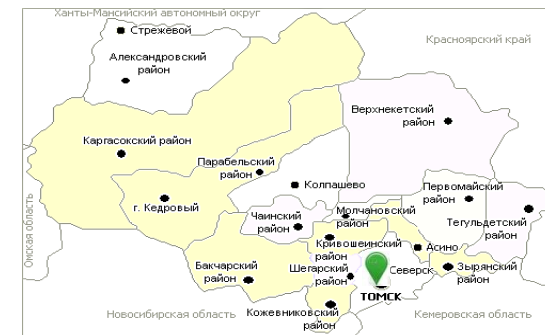 Ханты-Мансийский автономный округ
Стрежевой
Красноярский край
Александровский
район
Верхнекетский
район
Каргасокский район
Парабельский
район
Колпашево
Первомайский
район
г. Кедровый
Чаинский
район
Молчановский
район
Тегульдетский
район
Омская область
Кривошеинский
район
Асино
Бакчарский
район
Шегарский
район
Северск
Зырянский
район
ТОМСК
Новосибирская область
Кожевниковский
район
Кемеровская область